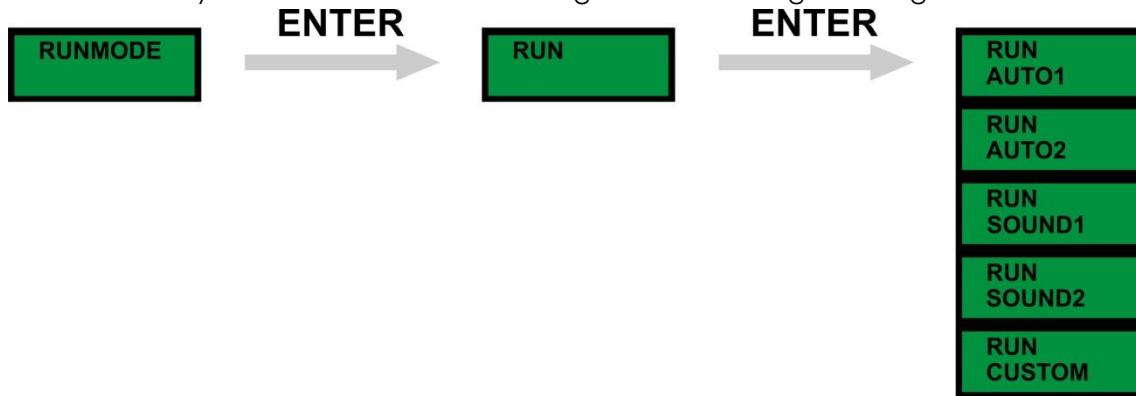 ENTER
ENTER
RUNMODE
RUN
RUN
AUTO1
RUN
AUTO2
RUN
SOUND1
RUN
SOUND2
RUN
CUSTOM